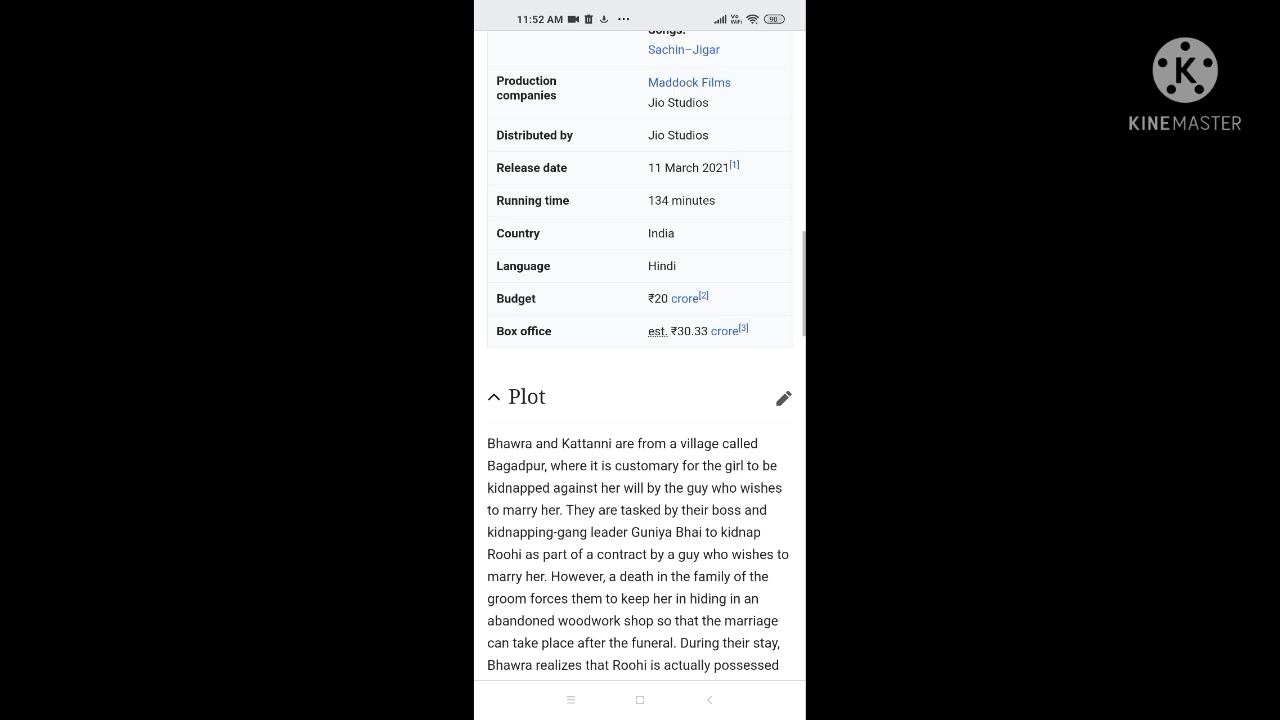 11:52 AM
Vo WiFi
90
Songs:
Sachin–Jigar
Production companies
Maddock Films
Jio Studios
Distributed by Jio Studios
Release date 11 March 2021[1]
Running time 134 minutes
Country India
Language Hindi
Budget ₹20 crore[2]
Box office est. ₹30.33 crore[3]
Plot
Bhawra and Kattanni are from a village called
Bagadpur, where it is customary for the girl to be
kidnapped against her will by the guy who wishes
to marry her. They are tasked by their boss and
kidnapping-gang leader Guniya Bhai to kidnap
Roohi as part of a contract by a guy who wishes to
marry her. However, a death in the family of the
groom forces them to keep her in hiding in an
abandoned woodwork shop so that the marriage
can take place after the funeral. During their stay,
Bhawra realizes that Roohi is actually possessed
K
KINEMASTER